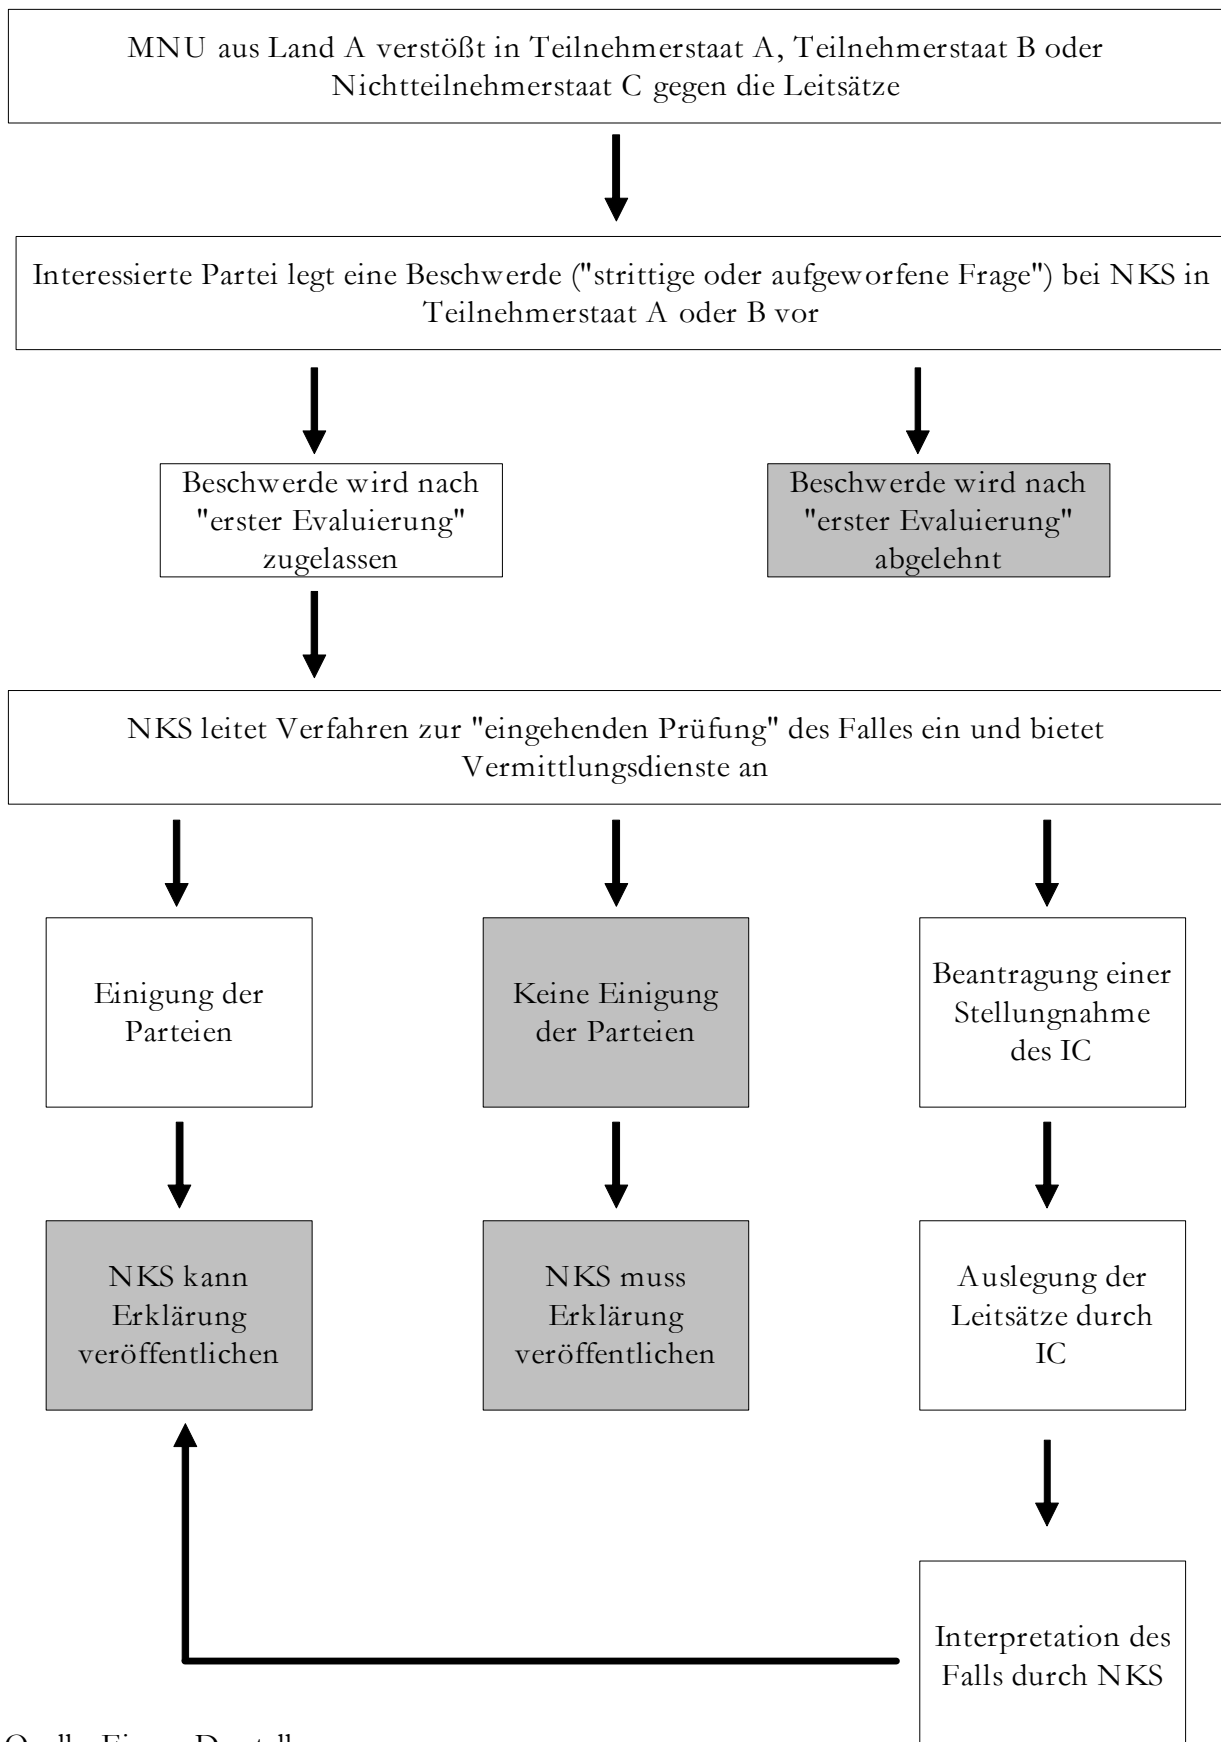 MNU aus Land A verstößt in Teilnehmerstaat A, Teilnehmerstaat B oder
Nichtteilnehmerstaat C gegen die Leitsätze
Interessierte Partei legt eine Beschwerde ("strittige oder aufgeworfene Frage") bei NKS in
Teilnehmerstaat A oder B vor
Beschwerde wird nach
"erster Evaluierung"
zugelassen
Beschwerde wird nach
"erster Evaluierung"
abgelehnt
NKS leitet Verfahren zur "eingehenden Prüfung" des Falles ein und bietet
Vermittlungsdienste an
Einigung der
Parteien
Keine Einigung
der Parteien
Beantragung einer
Stellungnahme
des IC
NKS kann
Erklärung
veröffentlichen
NKS muss
Erklärung
veröffentlichen
Auslegung der
Leitsätze durch
IC
Interpretation des
Falls durch NKS